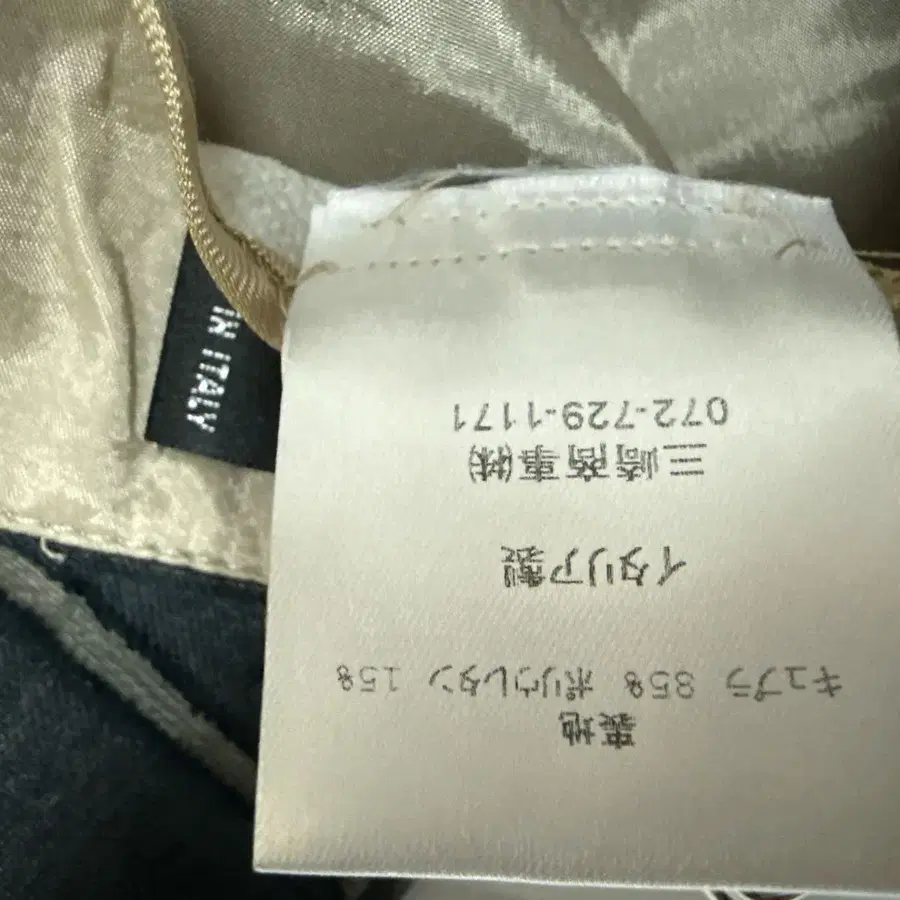 裏地
キュプラ 85% ポリウレタン 15%
イタリア製
三崎商事㈱
072-729-1171
IN ITALY